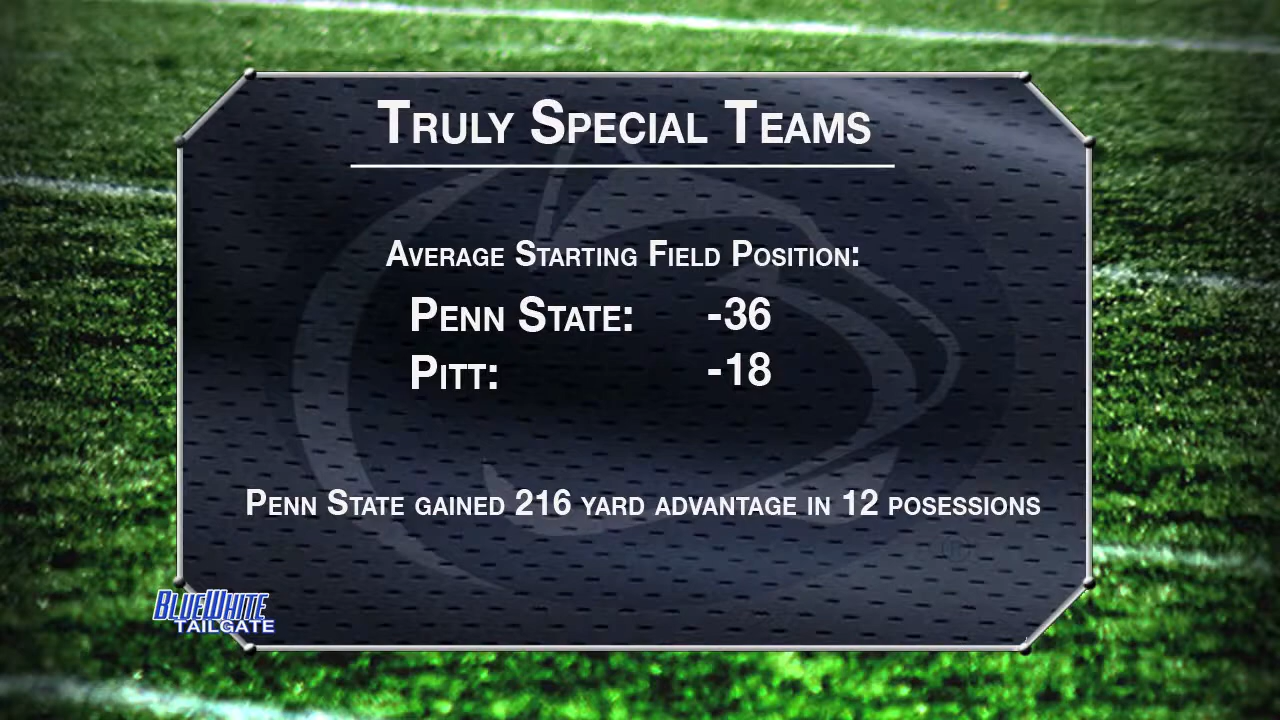 Truly Special Teams
Average Starting Field Position:
Penn State: -36
Pitt: -18
Penn State gained 216 yard advantage in 12 posessions
BlueWhite
TAILGATE
®